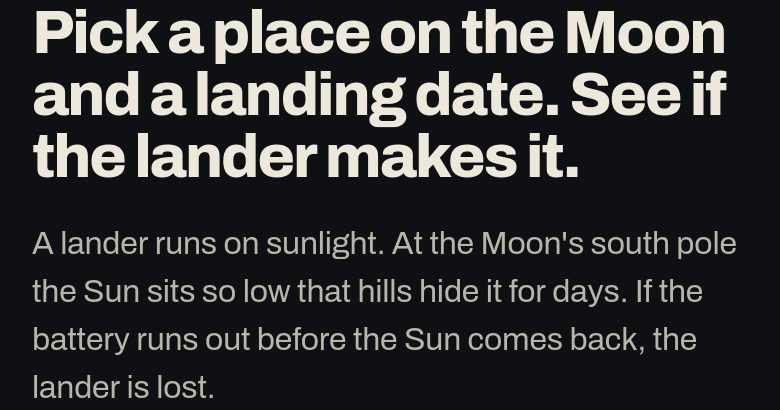 Pick a place on the Moon
and a landing date. See if
the lander makes it.
A lander runs on sunlight. At the Moon's south pole
the Sun sits so low that hills hide it for days. If the
battery runs out before the Sun comes back, the
lander is lost.